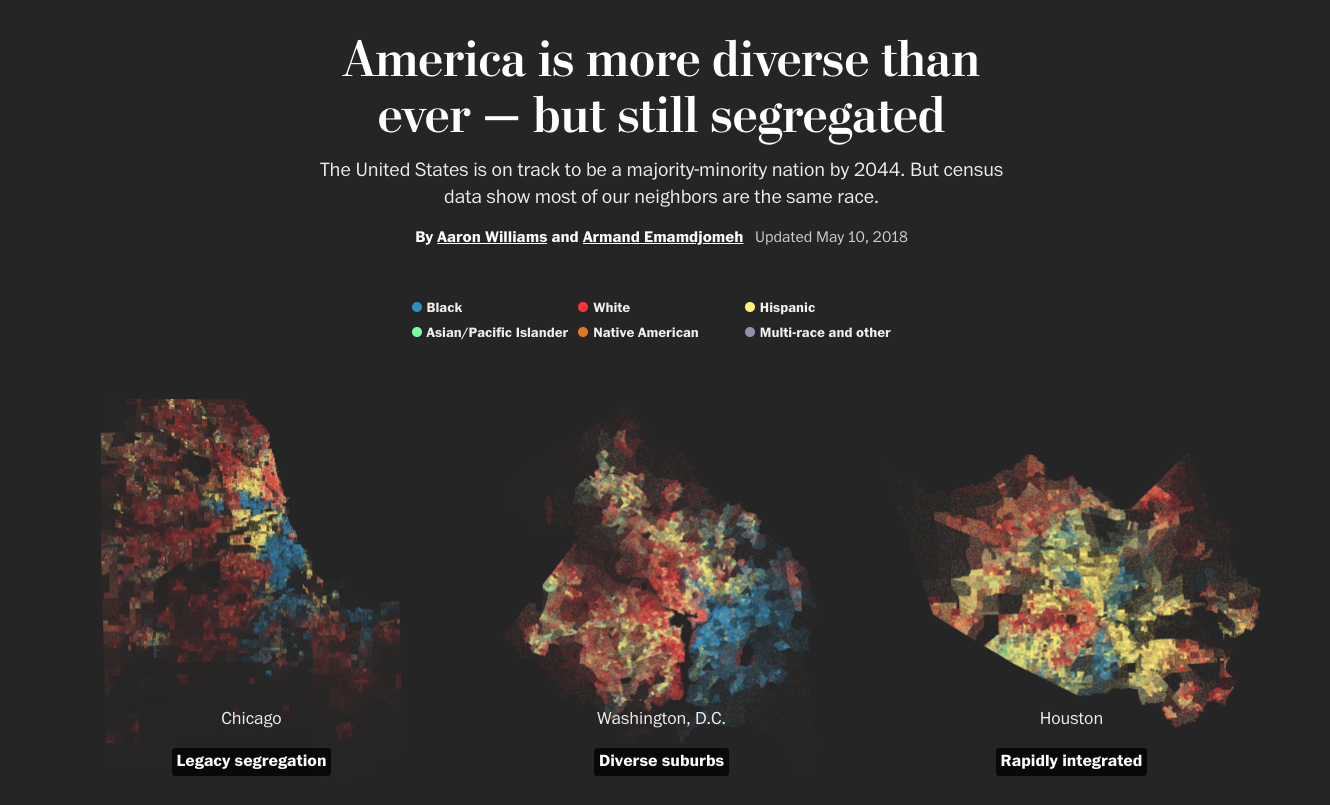 America is more diverse than
ever — but still segregated
The United States is on track to be a majority-minority nation by 2044. But census
data show most of our neighbors are the same race.
By Aaron Williams and Armand Emamdjomeh Updated May 10, 2018
Black White Hispanic
Asian/Pacific Islander Native American Multi-race and other
Chicago Washington, D.C. Houston
Legacy segregation Diverse suburbs Rapidly integrated